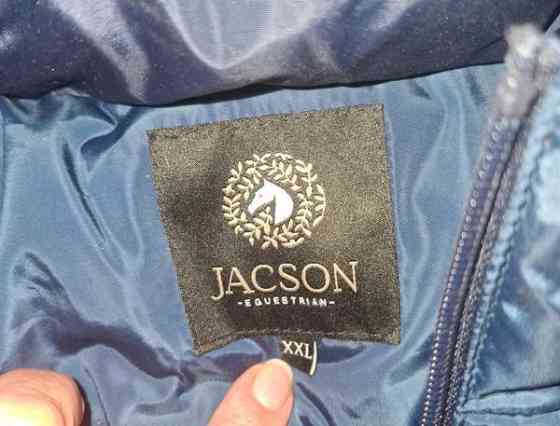 JACSON
-EQUESTRIAN-
XXL